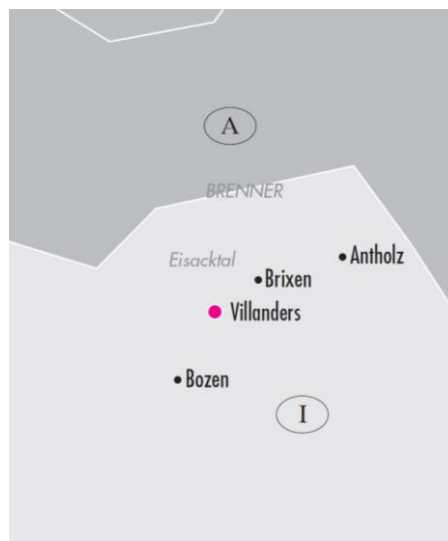 A
BRENNER
Eisacktal
Antholz
Brixen
Villanders
Bozen
I